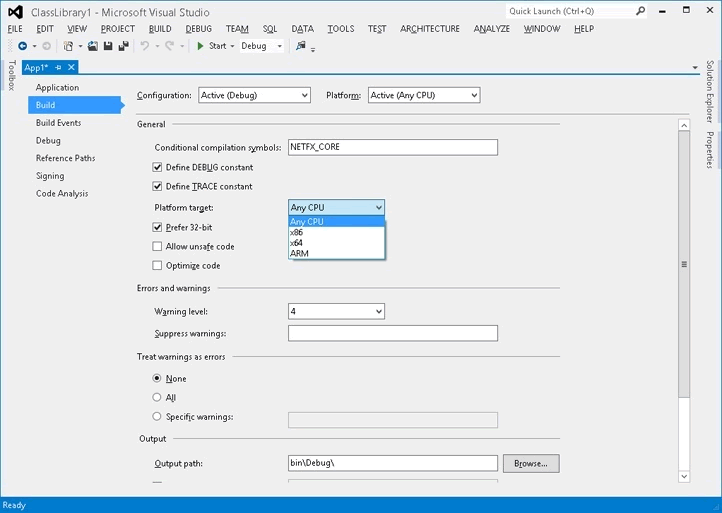 ClassLibrary1 - Microsoft Visual Studio
Quick Launch (Ctrl+Q)
FILE EDIT VIEW PROJECT BUILD DEBUG TEAM SQL DATA TOOLS TEST ARCHITECTURE ANALYZE WINDOW HELP
Start Debug
Toolbox
App1*
Solution Explorer
Properties
Application
Build
Build Events
Debug
Reference Paths
Signing
Code Analysis
Configuration: Active (Debug) Platform: Active (Any CPU)
General
Conditional compilation symbols: NETFX_CORE
Define DEBUG constant
Define TRACE constant
Platform target: Any CPU
Any CPU
x86
x64
ARM
Prefer 32-bit
Allow unsafe code
Optimize code
Errors and warnings
Warning level: 4
Suppress warnings:
Treat warnings as errors
None
All
Specific warnings:
Output
Output path: bin\Debug\ Browse...
Ready